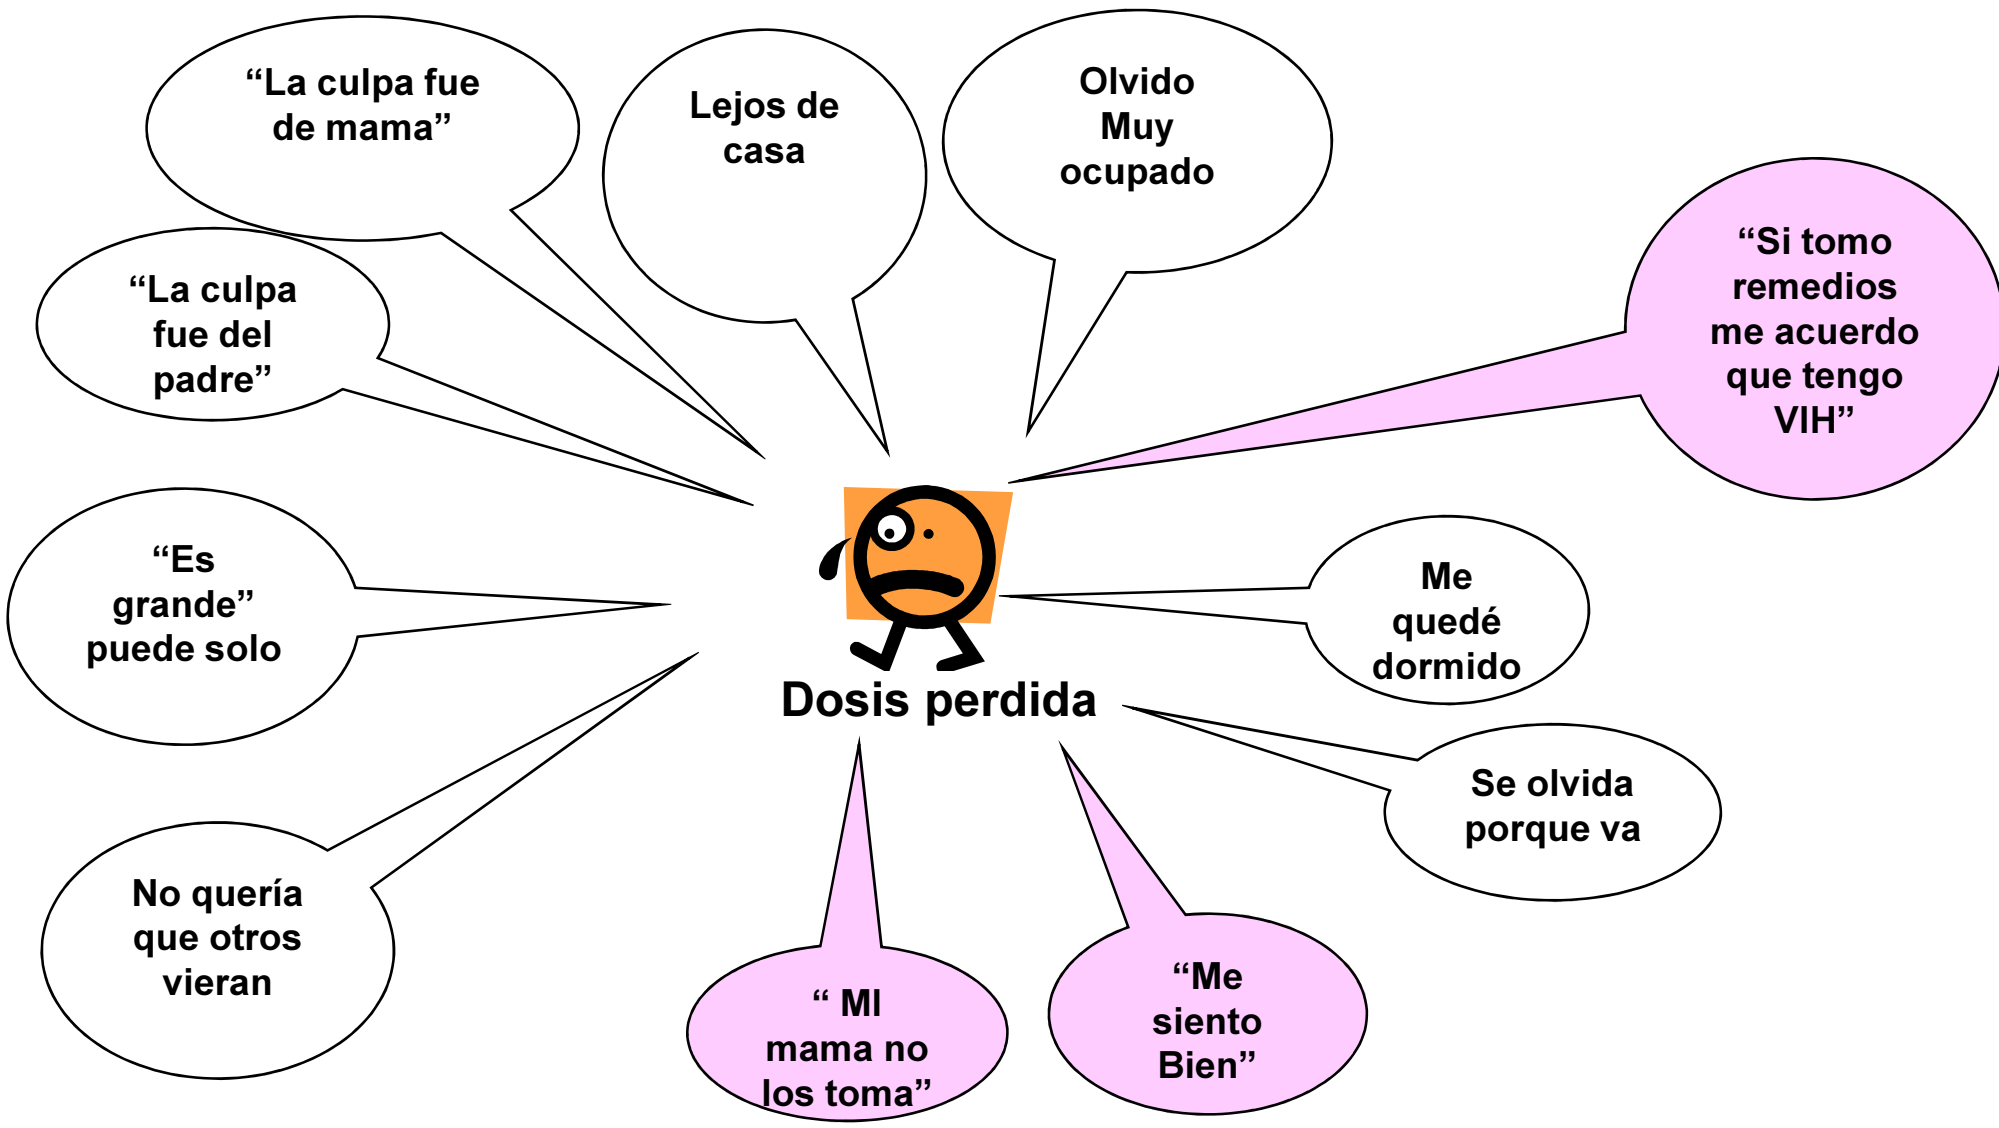 “La culpa fue
de mama”
Lejos de
casa
Olvido
Muy
ocupado
“Si tomo
remedios
me acuerdo
que tengo
VIH”
“La culpa
fue del
padre”
“Es
grande”
puede solo
Me
quedé
dormido
Dosis perdida
Se olvida
porque va
No quería
que otros
vieran
“ MI
mama no
los toma”
“Me
siento
Bien”